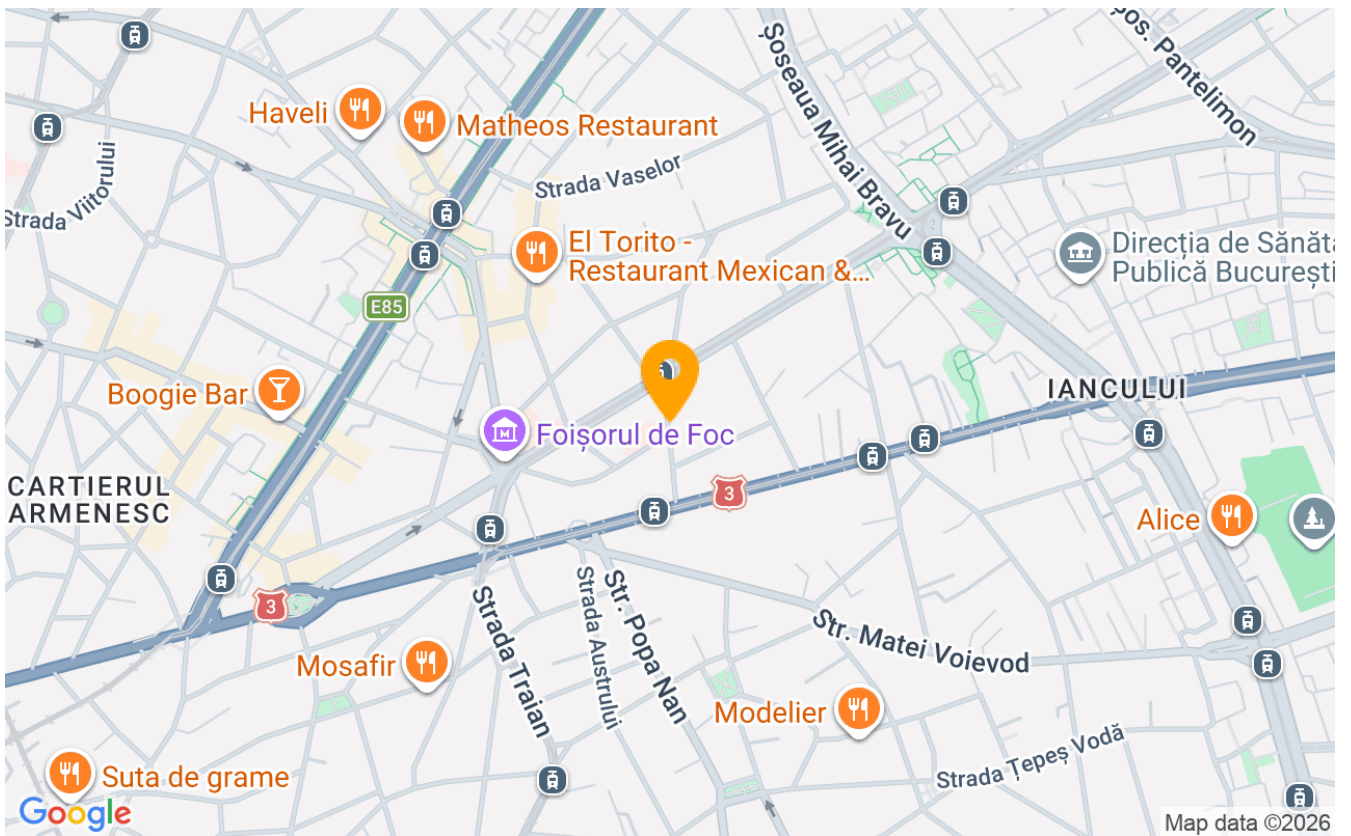 Șoseaua Mihai Bravu
Șos. Pantelimon
Haveli
Matheos Restaurant
Strada Vaselor
Strada Viitorului
El Torito -
Restaurant Mexican &...
Direcția de Sănăta
Publică București
E85
Boogie Bar
IANCULUI
Foișorul de Foc
CARTIERUL
ARMENESC
3
Alice
3
Strada Traian
Strada Austrului
Str. Popa Nan
Str. Matei Voievod
Mosafir
Modelier
Strada Țepeș Vodă
Suta de grame
Google
Map data ©2026